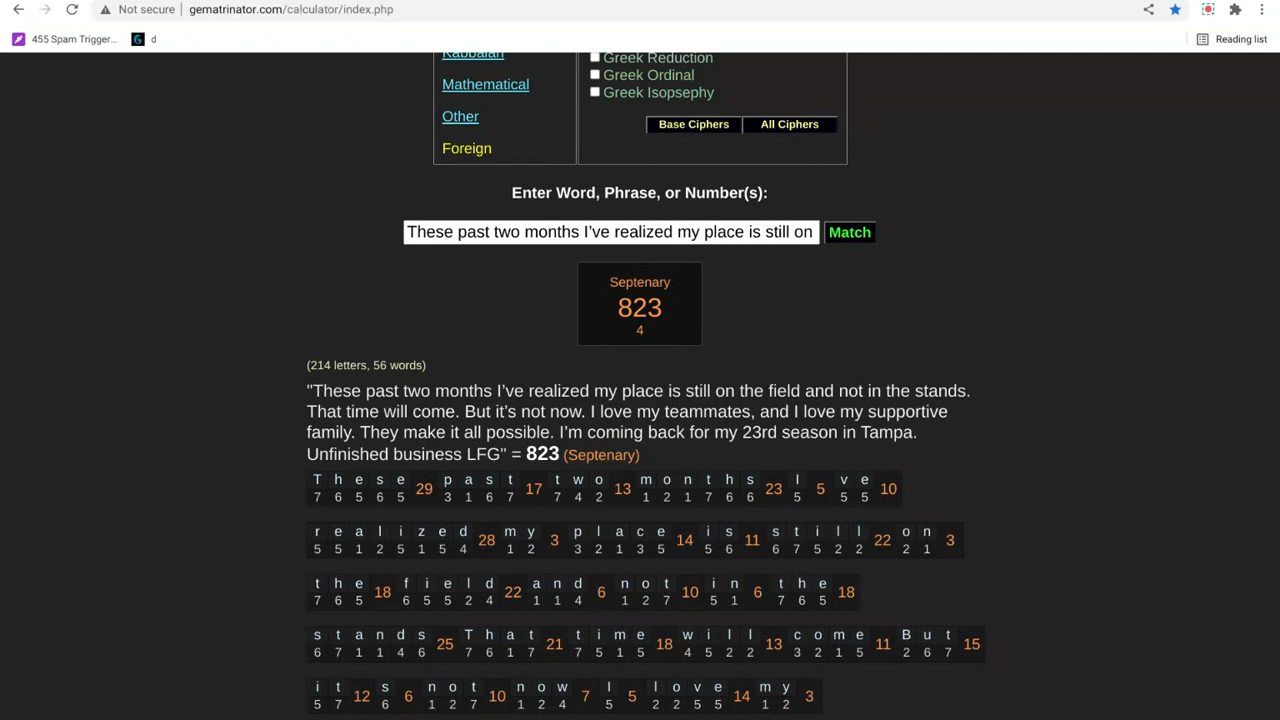 Not secure gematrinator.com/calculator/index.php
455 Spam Trigger... d Reading list
Kabbalah Greek Reduction
Mathematical Greek Ordinal
Greek Isopsephy
Other Base Ciphers All Ciphers
Foreign
Enter Word, Phrase, or Number(s):
These past two months I’ve realized my place is still on Match
Septenary
823
4
(214 letters, 56 words)
"These past two months I’ve realized my place is still on the field and not in the stands.
That time will come. But it’s not now. I love my teammates, and I love my supportive
family. They make it all possible. I’m coming back for my 23rd season in Tampa.
Unfinished business LFG" = 823 (Septenary)
T h e s e 29 p a s t 17 t w o 13 m o n t h s 23 I 5 v e 10
7 6 5 6 5 3 1 6 7 7 4 2 1 2 1 7 6 6 5 5 5
r e a l i z e d 28 m y 3 p l a c e 14 i s 11 s t i l l 22 o n 3
5 5 1 2 5 1 5 4 1 2 3 2 1 3 5 5 6 6 7 5 2 2 2 1
t h e 18 f i e l d 22 a n d 6 n o t 10 i n 6 t h e 18
7 6 5 6 5 5 2 4 1 1 4 1 2 7 5 1 7 6 5
s t a n d s 25 T h a t 21 t i m e 18 w i l l 13 c o m e 11 B u t 15
6 7 1 1 4 6 7 6 1 7 7 5 1 5 4 5 2 2 3 2 1 5 2 6 7
i t 12 s 6 n o t 10 n o w 7 I 5 l o v e 14 m y 3
5 7 6 1 2 7 1 2 4 5 2 2 5 5 1 2